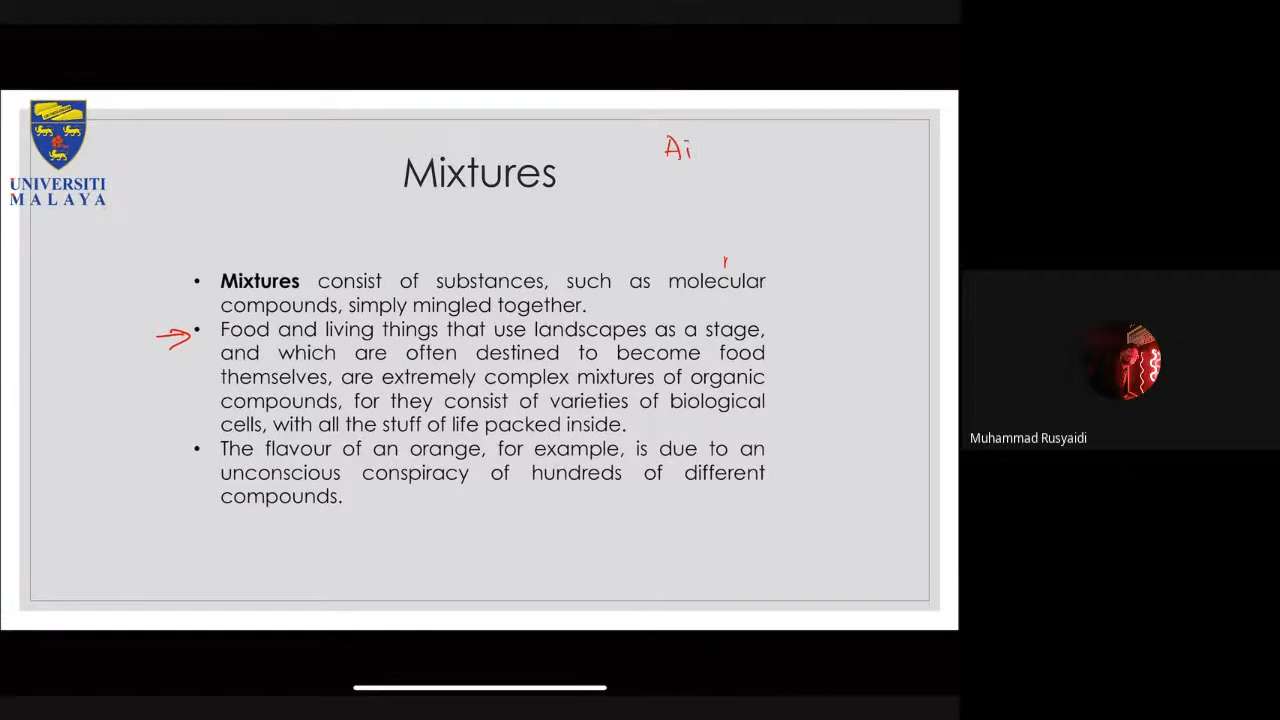 UNIVERSITI
MALAYA
Mixtures
Ai
• Mixtures consist of substances, such as molecular
compounds, simply mingled together.
• Food and living things that use landscapes as a stage,
and which are often destined to become food
themselves, are extremely complex mixtures of organic
compounds, for they consist of varieties of biological
cells, with all the stuff of life packed inside.
• The flavour of an orange, for example, is due to an
unconscious conspiracy of hundreds of different
compounds.
Muhammad Rusyaidi